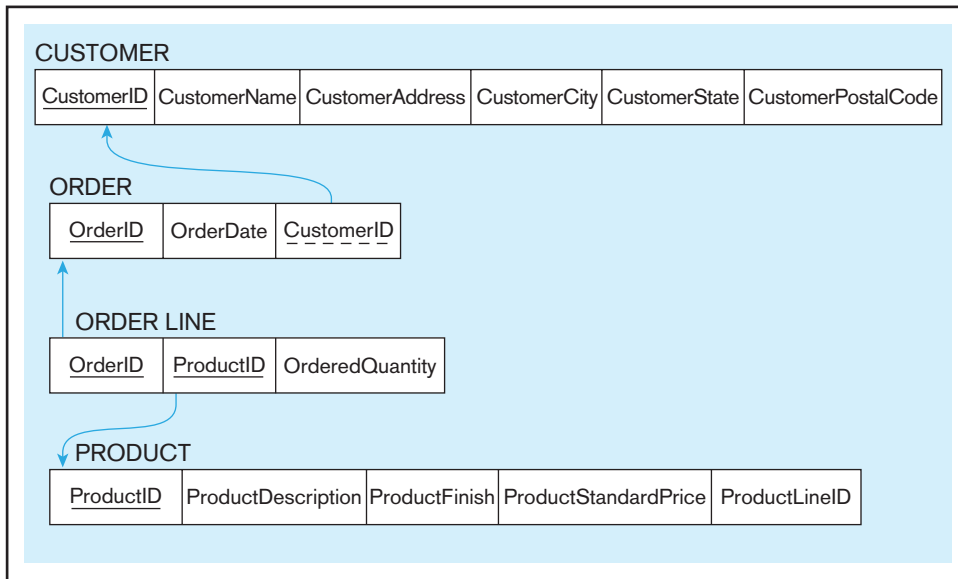 CUSTOMER
CustomerID CustomerName CustomerAddress CustomerCity CustomerState CustomerPostalCode
ORDER
OrderID OrderDate CustomerID
ORDER LINE
OrderID ProductID OrderedQuantity
PRODUCT
ProductID ProductDescription ProductFinish ProductStandardPrice ProductLineID